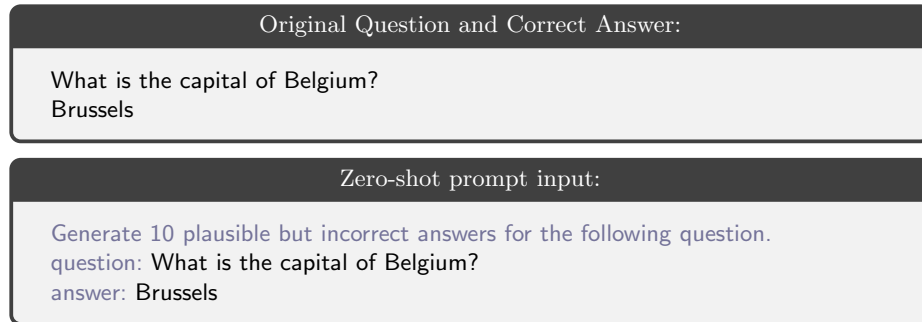 Original Question and Correct Answer:
What is the capital of Belgium?
Brussels
Zero-shot prompt input:
Generate 10 plausible but incorrect answers for the following question.
question: What is the capital of Belgium?
answer: Brussels